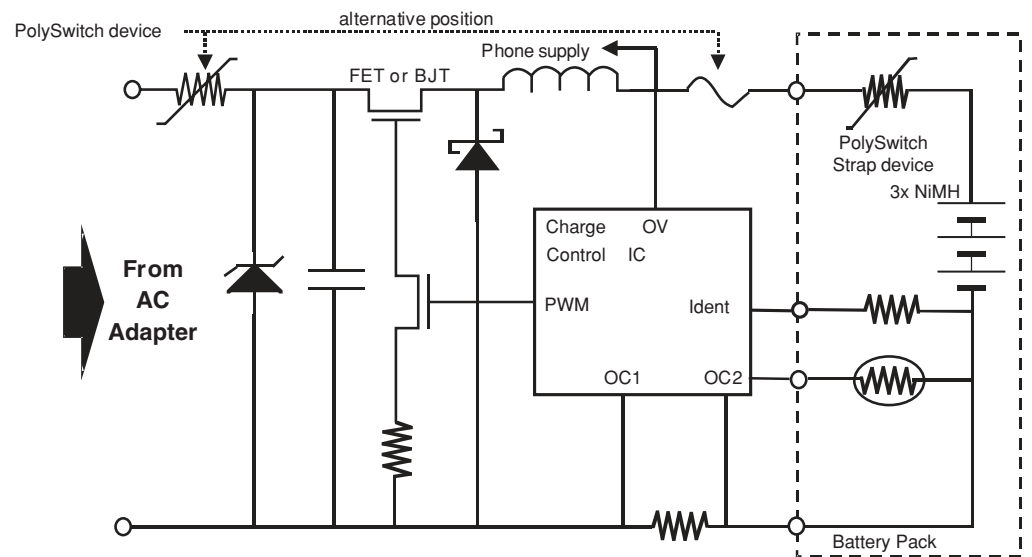 alternative position
PolySwitch device
Phone supply
FET or BJT
PolySwitch
Strap device
3x NiMH
Charge OV
Control IC
From
AC
Adapter
PWM
Ident
OC1 OC2
Battery Pack